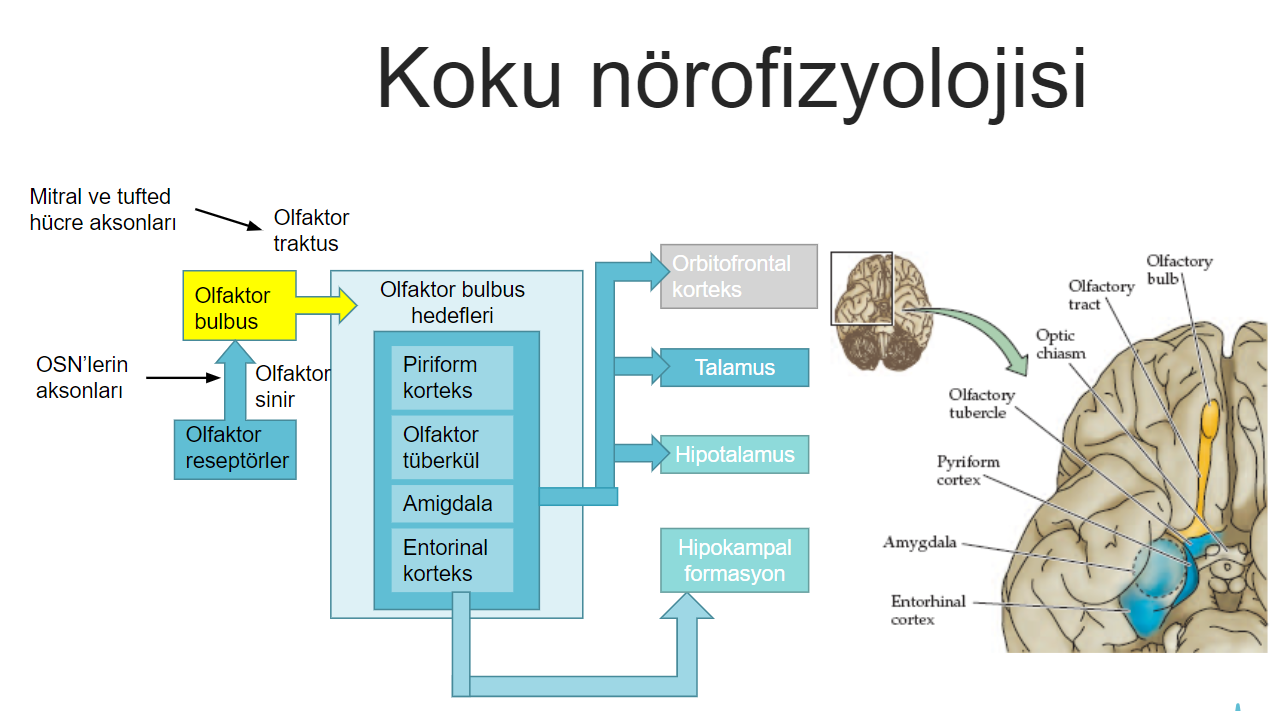 Koku nörofizyolojisi
Mitral ve tufted
hücre aksonları
Olfaktor
traktus
Olfaktor
bulbus
OSN'lerin
aksonları
Olfaktor
sinir
Olfaktor
reseptörler
Olfaktor bulbus
hedefleri
Piriform
korteks
Olfaktor
tüberkül
Amigdala
Entorinal
korteks
Orbitofrontal
korteks
Talamus
Hipotalamus
Hipokampal
formasyon
Olfactory
bulb
Olfactory
tract
Optic
chiasm
Olfactory
tubercle
Pyriform
cortex
Amygdala
Entorhinal
cortex